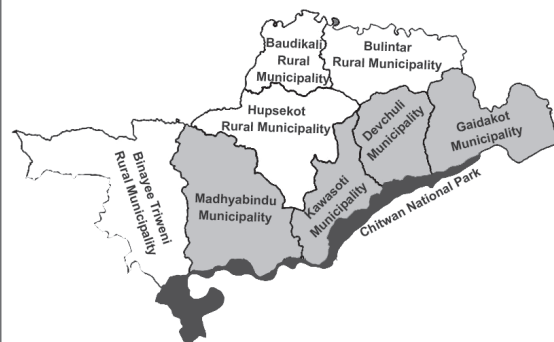 Baudikali
Rural
Municipality
Bulintar
Rural Municipality
Hupsekot
Rural Municipality
Devchuli
Municipality
Gaidakot
Municipality
Binayee Triweni
Rural Municipality
Madhyabindu
Municipality
Kawasoti
Municipality
Chitwan National Park